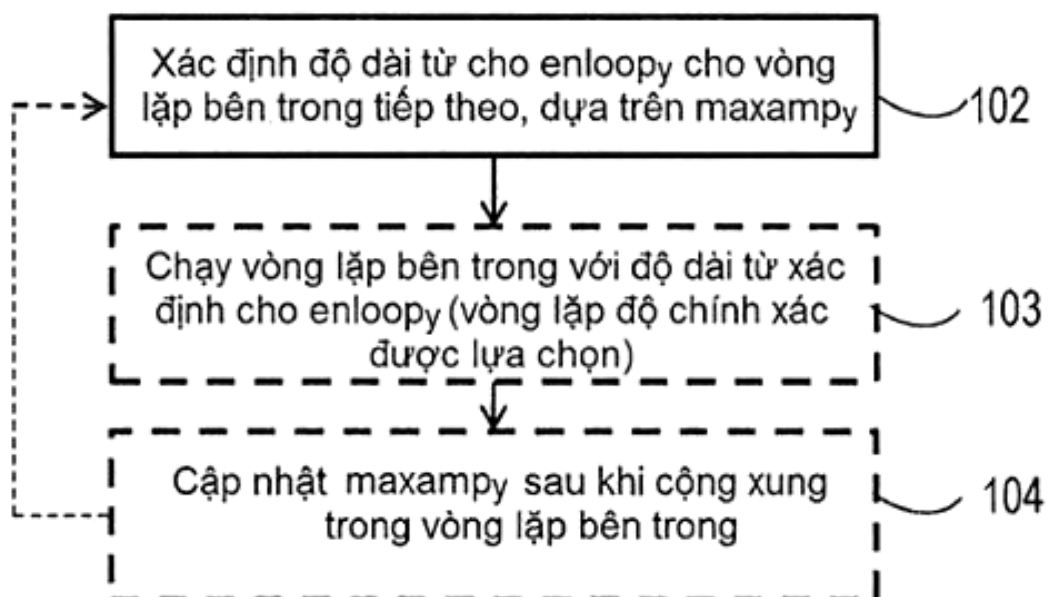 Xác định độ dài từ cho enloopy cho vòng
lặp bên trong tiếp theo, dựa trên maxampy
102
Chạy vòng lặp bên trong với độ dài từ xác
định cho enloopy (vòng lặp độ chính xác
được lựa chọn)
103
Cập nhật maxampy sau khi cộng xung
trong vòng lặp bên trong
104